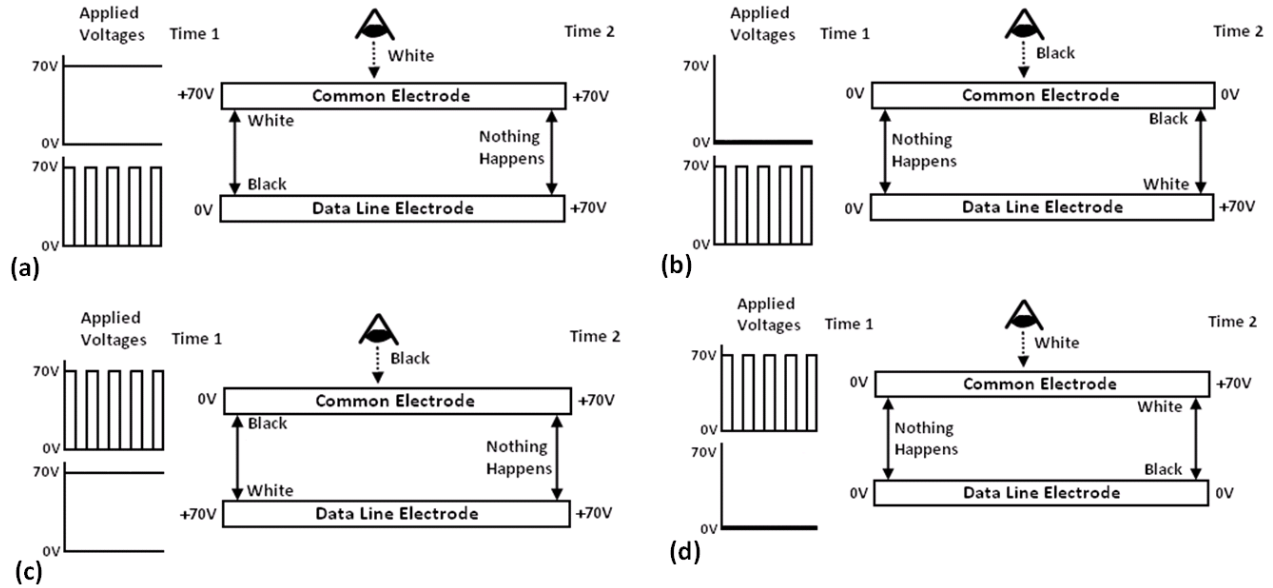 Applied
Voltages
Time 1
Time 2
White
70V
0V
70V
0V
+70V
Common Electrode
+70V
White
Nothing
Happens
Black
0V
Data Line Electrode
+70V
(a)
Applied
Voltages
Time 1
Time 2
Black
70V
0V
70V
0V
0V
Common Electrode
0V
Nothing
Happens
Black
White
0V
Data Line Electrode
+70V
(b)
Applied
Voltages
Time 1
Time 2
Black
70V
0V
70V
0V
0V
Common Electrode
+70V
Black
Nothing
Happens
White
+70V
Data Line Electrode
+70V
(c)
Applied
Voltages
Time 1
Time 2
White
70V
0V
70V
0V
0V
Common Electrode
+70V
White
Nothing
Happens
Black
0V
Data Line Electrode
0V
(d)